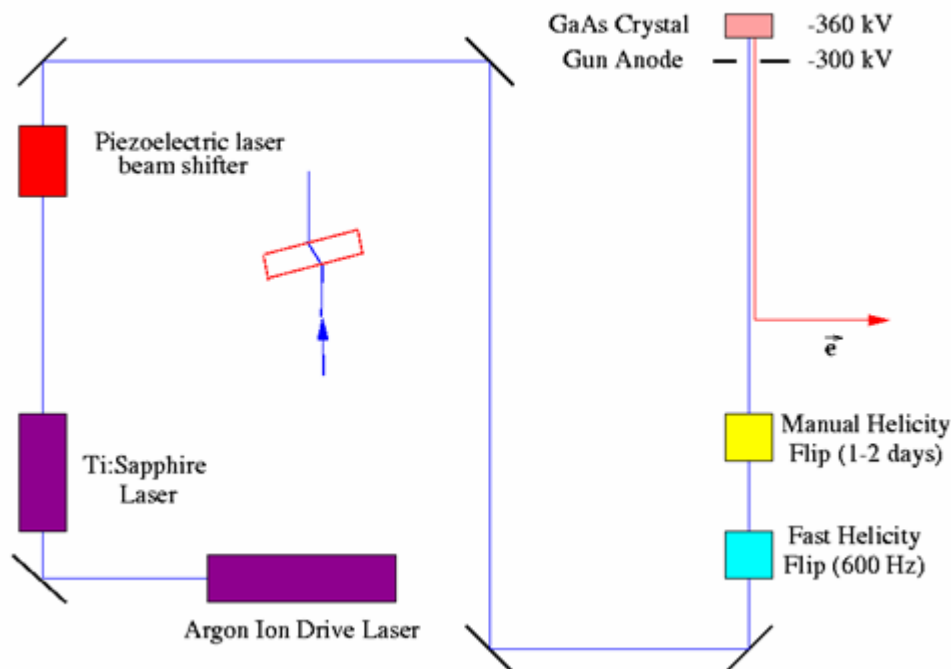 GaAs Crystal -360 kV
Gun Anode -300 kV
Piezoelectric laser
beam shifter
e
Manual Helicity
Flip (1-2 days)
Ti:Sapphire
Laser
Fast Helicity
Flip (600 Hz)
Argon Ion Drive Laser